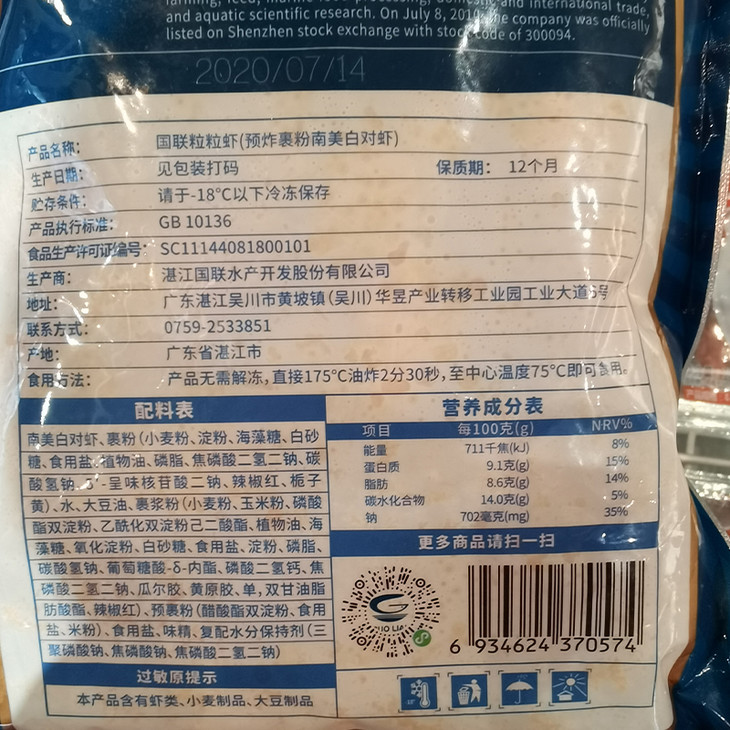 farming, feed, marine food processing, domestic and international trade,
and aquatic scientific research. On July 8, 2010, the company was officially
listed on Shenzhen stock exchange with stock code of 300094.
2020/07/14
产品名称: 国联粒粒虾(预炸裹粉南美白对虾)
生产日期: 见包装打码 保质期: 12个月
贮存条件: 请于-18°C以下冷冻保存
产品执行标准: GB 10136
食品生产许可证编号: SC11144081800101
生产商: 湛江国联水产开发股份有限公司
地址: 广东湛江吴川市黄坡镇(吴川)华昱产业转移工业园工业大道6号
联系方式: 0759-2533851
产地: 广东省湛江市
食用方法: 产品无需解冻,直接175℃油炸2分30秒,至中心温度75℃即可食用。
配料表
南美白对虾、裹粉(小麦粉、淀粉、海藻糖、白砂
糖、食用盐、植物油、磷脂、焦磷酸二氢二钠、碳
酸氢钠、5'-呈味核苷酸二钠、辣椒红、栀子
黄)、水、大豆油、裹浆粉(小麦粉、玉米粉、磷酸
酯双淀粉、乙酰化双淀粉己二酸酯、植物油、海
藻糖、氧化淀粉、白砂糖、食用盐、淀粉、磷脂、
碳酸氢钠、葡萄糖酸-δ-内酯、磷酸二氢钙、焦
磷酸二氢二钠、瓜尔胶、黄原胶、单,双甘油脂
肪酸酯、辣椒红)、预裹粉(醋酸酯双淀粉、食用
盐、米粉)、食用盐、味精、复配水分保持剂(三
聚磷酸钠、焦磷酸钠、焦磷酸二氢二钠)
过敏原提示
本产品含有虾类、小麦制品、大豆制品
营养成分表
项目 每100克(g) NRV%
能量 711千焦(kJ) 8%
蛋白质 9.1克(g) 15%
脂肪 8.6克(g) 14%
碳水化合物 14.0克(g) 5%
钠 702毫克(mg) 35%
更多商品请扫一扫
6 934624 370574